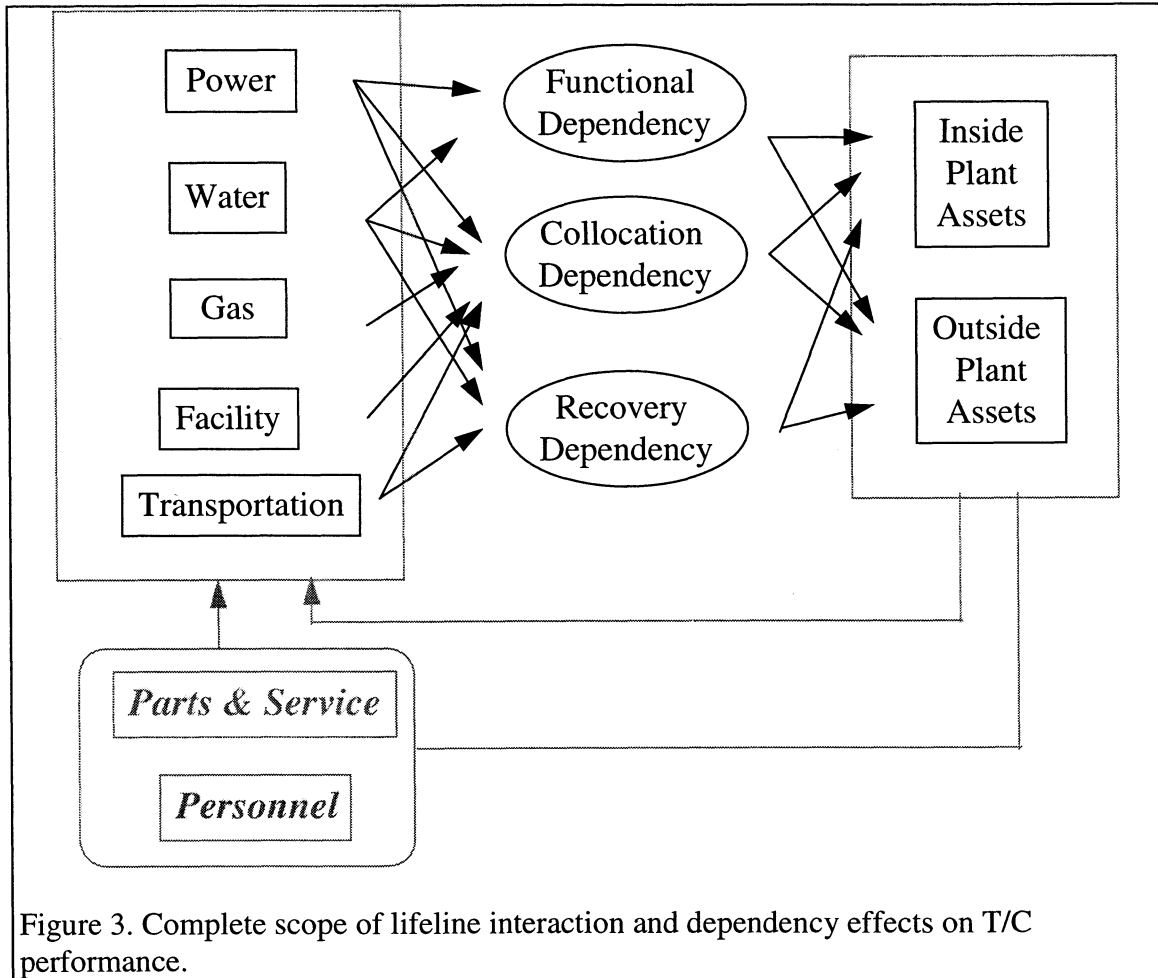 Power
Water
Gas
Facility
Transportation
Functional
Dependency
Collocation
Dependency
Recovery
Dependency
Inside
Plant
Assets
Outside
Plant
Assets
Parts & Service
Personnel
Figure 3. Complete scope of lifeline interaction and dependency effects on T/C
performance.